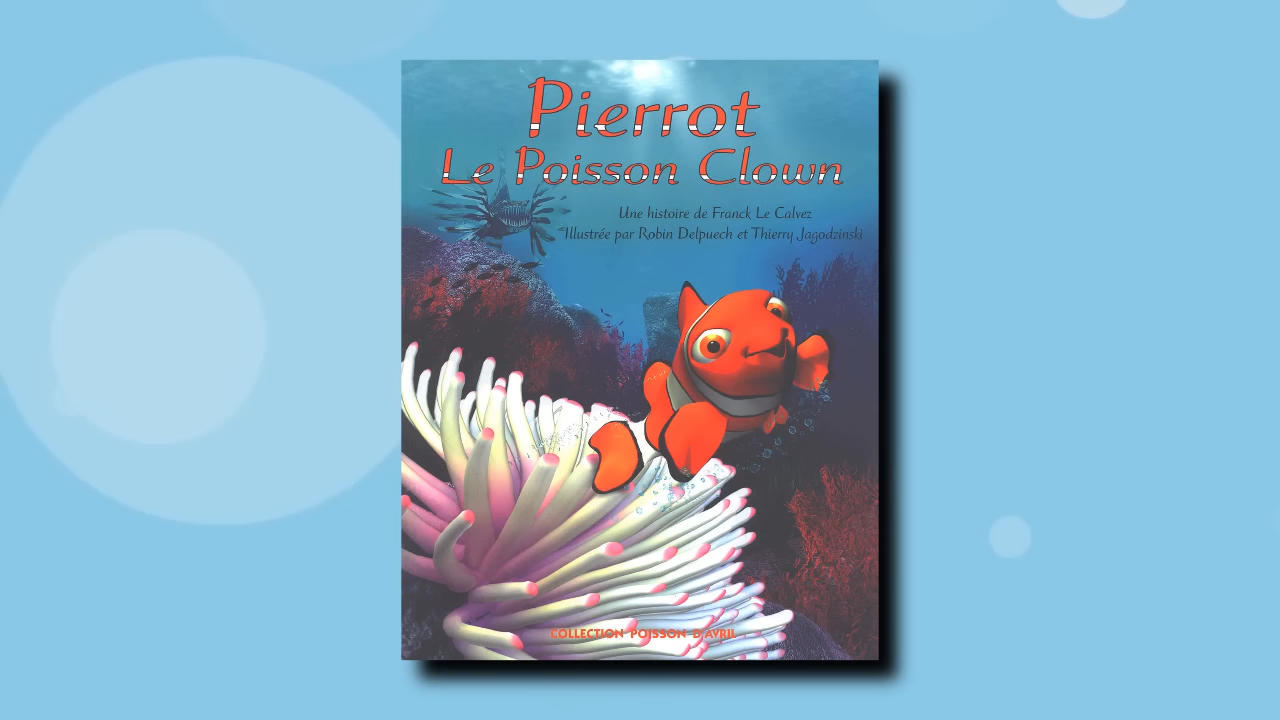 Pierrot
Le Poisson Clown
Une histoire de Franck Le Calvez
Illustrée par Robin Delpuech et Thierry Jagodzinski
COLLECTION POISSON D'AVRIL